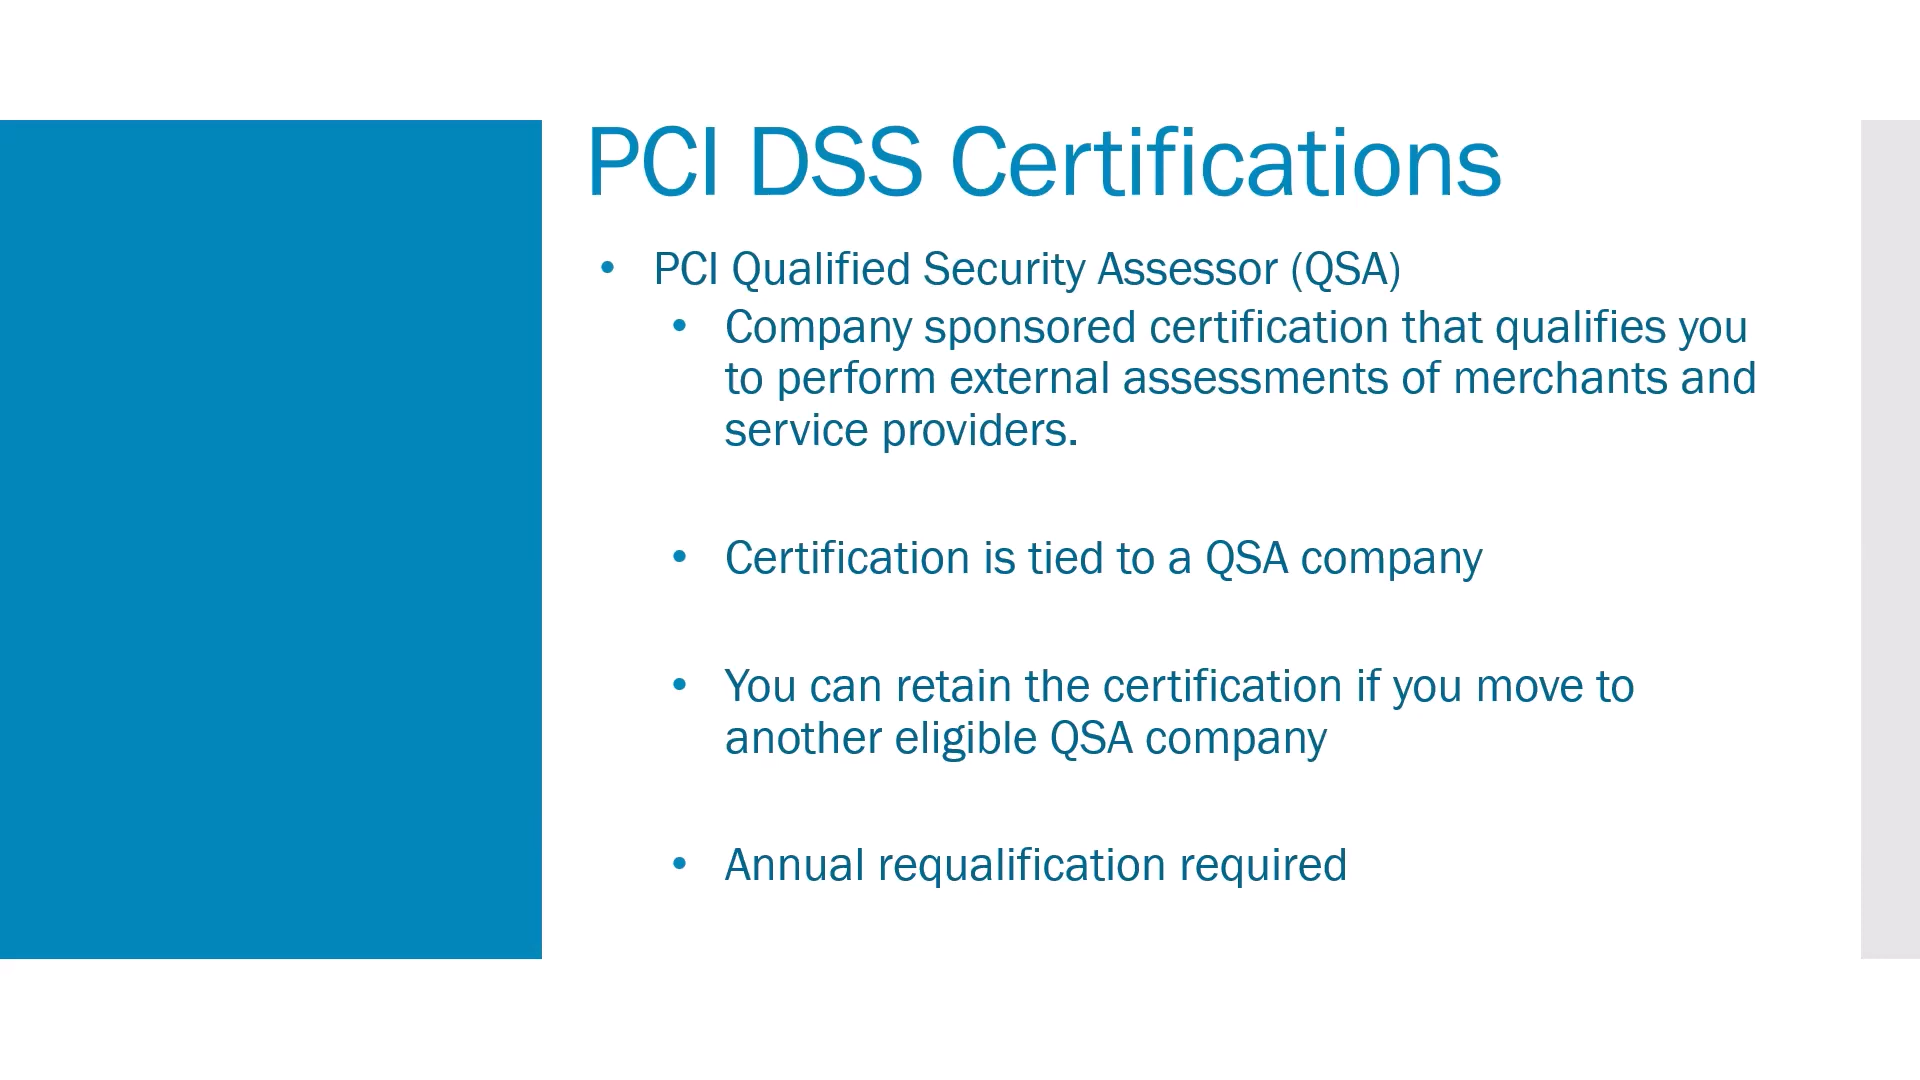 PCI DSS Certifications
• PCI Qualified Security Assessor (QSA)
• Company sponsored certification that qualifies you
to perform external assessments of merchants and
service providers.
• Certification is tied to a QSA company
• You can retain the certification if you move to
another eligible QSA company
• Annual requalification required